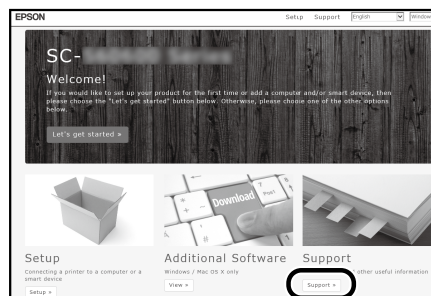 EPSON Setup Support English Windows
SC-
Welcome!
If you would like to set up your product for the first time or add a computer and/or smart device, then
please choose the "Let's get started" button below. Otherwise, please choose one of the other options
below.
Let's get started »
Download
Setup
Connecting a printer to a computer or a
smart device
Setup »
Additional Software
Windows / Mac OS X only
View »
Support
other useful information
Support »